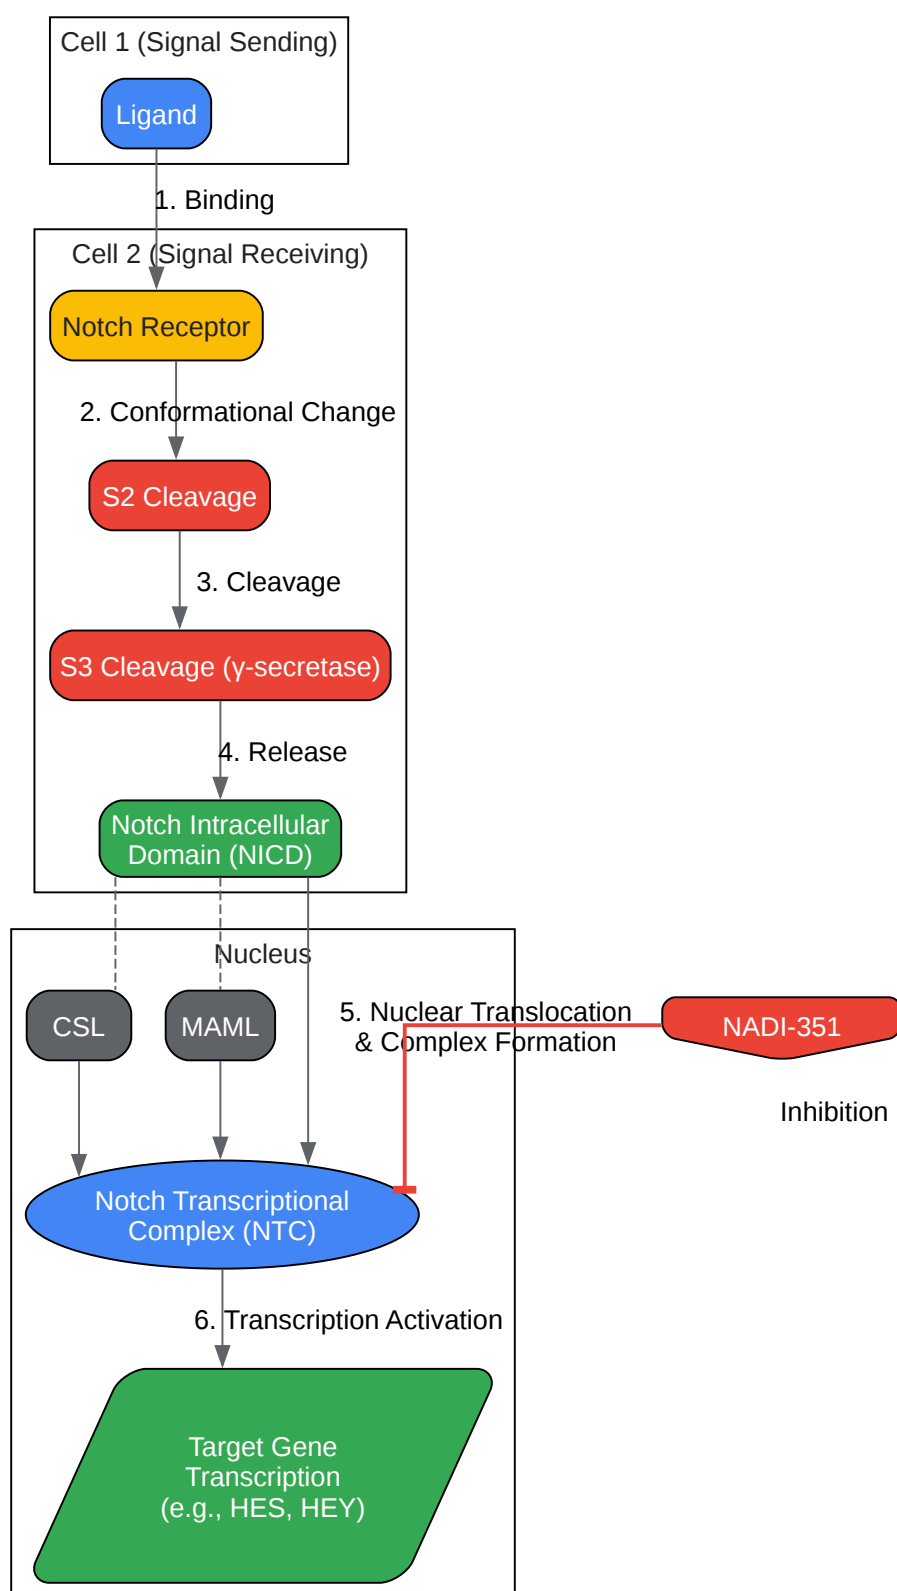 Cell 1 (Signal Sending)
Ligand
1. Binding
Cell 2 (Signal Receiving)
Notch Receptor
2. Conformational Change
S2 Cleavage
3. Cleavage
S3 Cleavage (γ-secretase)
4. Release
Notch Intracellular
Domain (NICD)
Nucleus
CSL
MAML
5. Nuclear Translocation
& Complex Formation
NADI-351
Inhibition
Notch Transcriptional
Complex (NTC)
6. Transcription Activation
Target Gene
Transcription
(e.g., HES, HEY)